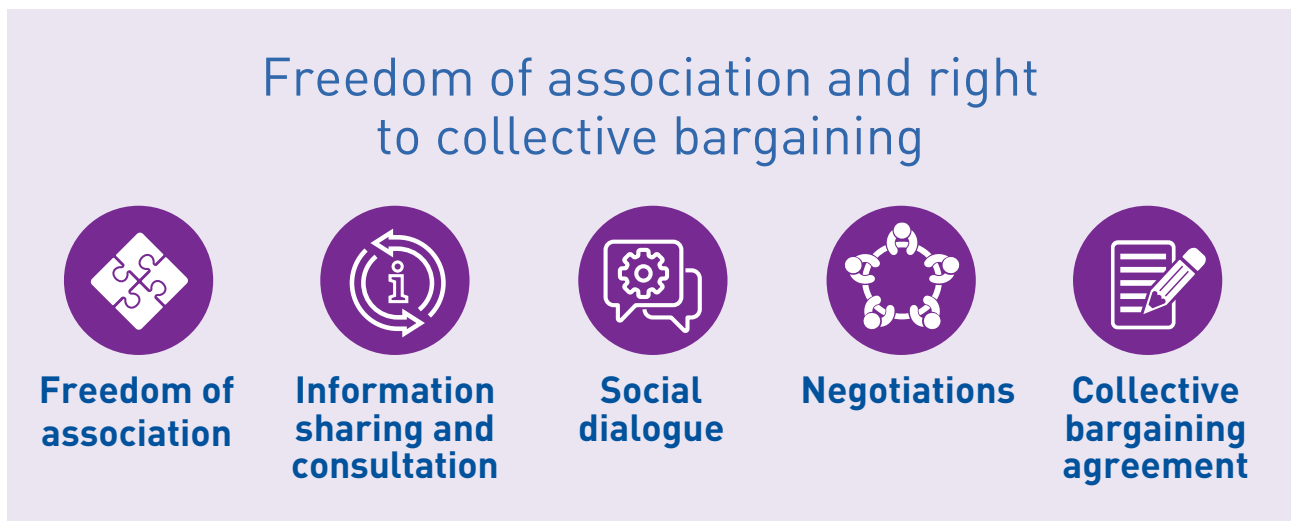 Freedom of association and right
to collective bargaining
Freedom of
association
Information
sharing and
consultation
Social
dialogue
Negotiations
Collective
bargaining
agreement